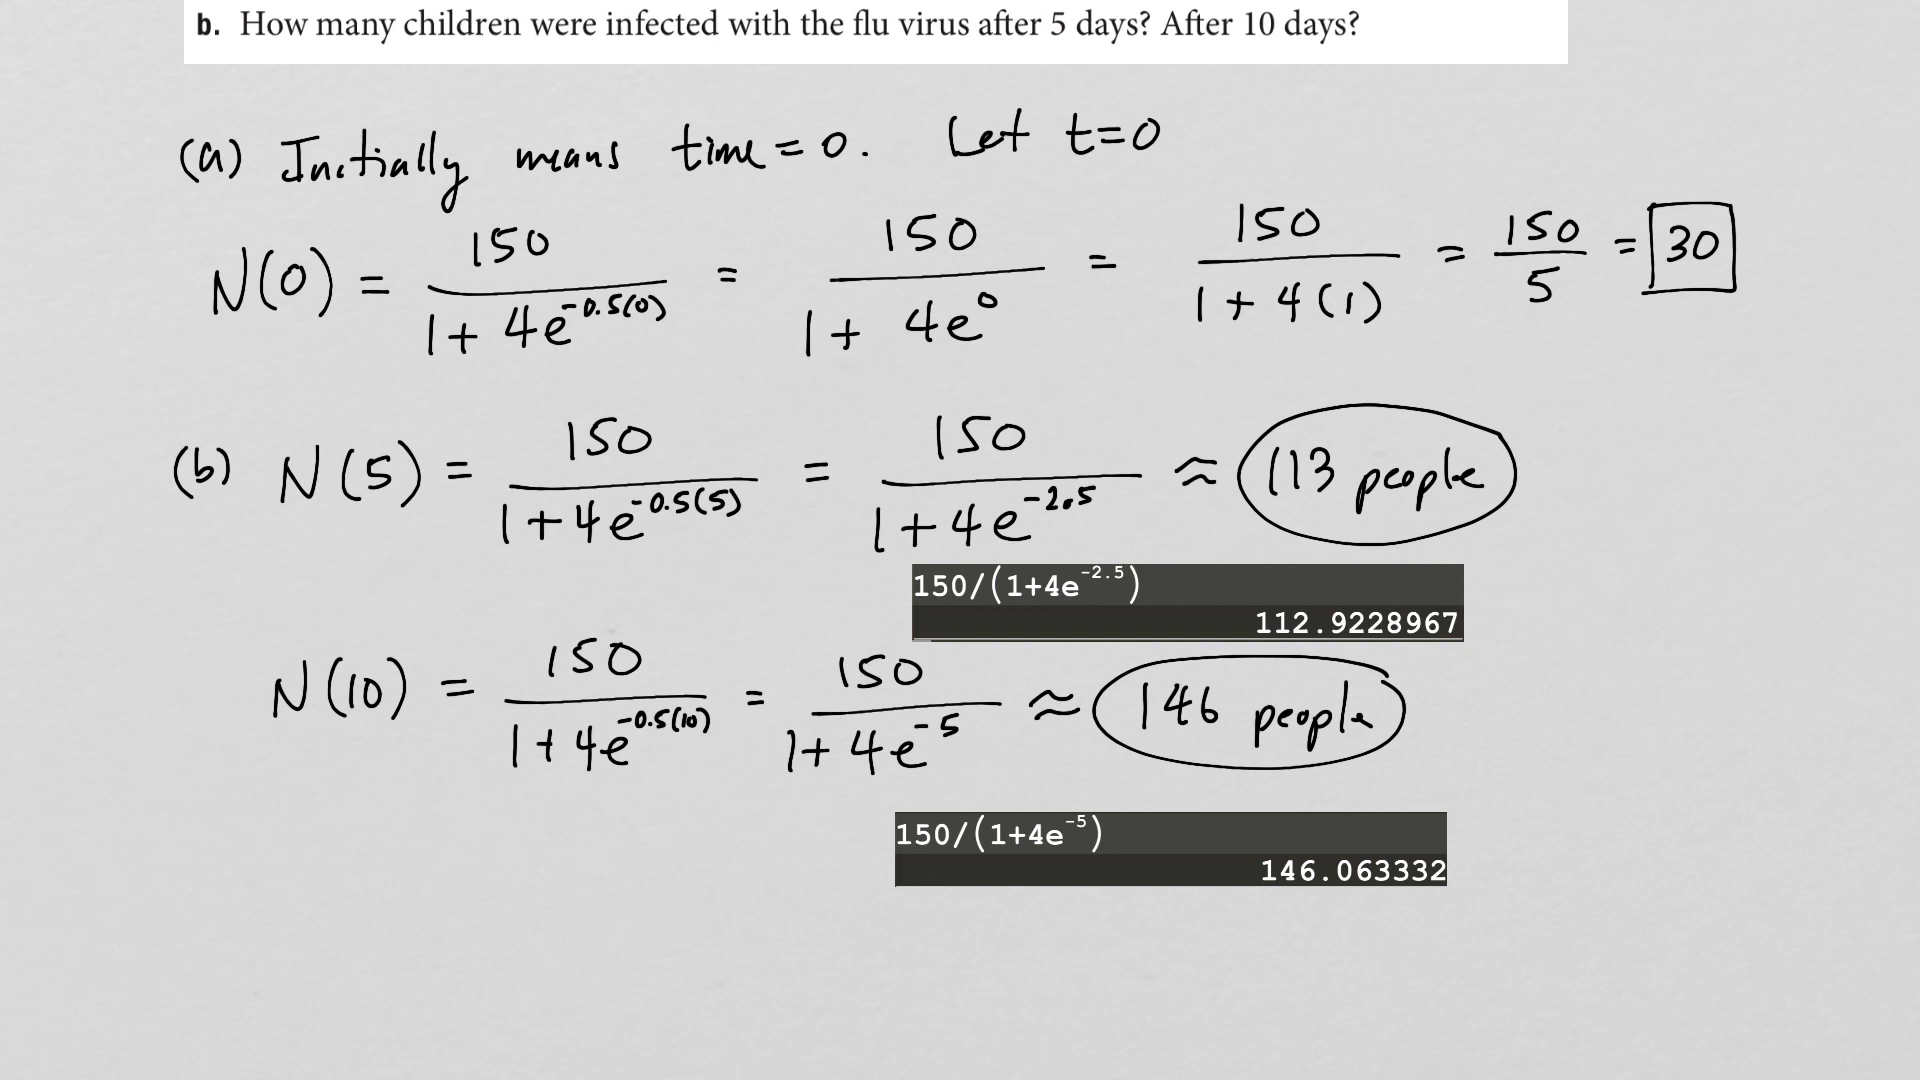 b. How many children were infected with the flu virus after 5 days? After 10 days?
(a) Initially means time = 0. Let t=0
N(0) = 150 / (1 + 4e^-0.5(0)) = 150 / (1 + 4e^0) = 150 / (1 + 4(1)) = 150/5 = 30
(b) N(5) = 150 / (1+4e^-0.5(5)) = 150 / (1+4e^-2.5) ≈ 113 people
150/(1+4e^-2.5)
112.9228967
N(10) = 150 / (1+4e^-0.5(10)) = 150 / (1+4e^-5) ≈ 146 people
150/(1+4e^-5)
146.063332